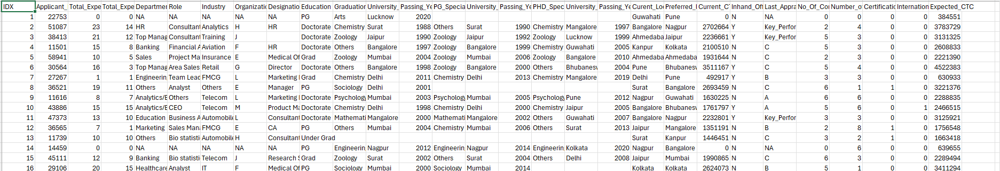 IDX Applicant_ Total_Expe Total_Expe Departmer Role Industry Organizatio Designatio Education Graduation University_ Passing_Ye PG_Special University_ Passing_Ye PHD_Spec University_ Passing_Ye Curent_Lo Preferred_l Current_CT Inhand_Off Last_Appra No_Of_Cor Number_o Certificatio Internation Expected_CTC
1 22753 0 0 NA NA NA NA NA PG Arts Lucknow 2020 Guwahati Pune 0 N NA 0 0 0 0 384551
2 51087 23 14 HR Consultant Analytics H HR Doctorate Chemistry Surat 1988 Others Surat 1990 Chemistry Mangalore 1997 Bangalore Nagpur 2702664 Y Key_Perfor 2 4 0 0 3783729
3 38413 21 12 Top Manag Consultant Training J Doctorate Zoology Jaipur 1990 Zoology Jaipur 1992 Zoology Lucknow 1999 Ahmedaba Jaipur 2236661 Y Key_Perfor 5 3 0 0 3131325
4 11501 15 8 Banking Financial A Aviation F HR Doctorate Others Bangalore 1997 Zoology Bangalore 1999 Chemistry Guwahati 2005 Kanpur Kolkata 2100510 N C 5 3 0 0 2608833
5 58941 10 5 Sales Project Ma Insurance E Medical Of Grad Zoology Mumbai 2004 Zoology Mumbai 2006 Zoology Bangalore 2010 Ahmedaba Ahmedaba 1931644 N C 2 3 0 0 2221390
6 30564 16 3 Top Manag Area Sales Retail G Director Doctorate Others Bangalore 1998 Zoology Bangalore 2000 Others Bhubanesv 2004 Pune Bhubanesv 3511167 Y C 5 4 0 0 4522383
7 27267 1 1 Engineerin Team Lead FMCG L Marketing I Grad Chemistry Delhi 2011 Chemistry Delhi 2013 Chemistry Mangalore 2019 Delhi Pune 492917 Y B 3 3 0 0 630933
8 36521 19 11 Others Analyst Others E Manager PG Sociology Delhi 2001 Surat Bangalore 2693459 N C 6 1 1 0 3221376
9 11616 8 7 Analytics/E Others Telecom L Marketing I Doctorate Psychology Mumbai 2003 Psychology Mumbai 2005 Psychology Pune 2012 Nagpur Guwahati 1630225 N A 6 6 0 0 2288835
10 43886 15 15 Analytics/E CEO Telecom M Product Ma Doctorate Chemistry Delhi 1998 Chemistry Delhi 2000 Chemistry Jaipur 2005 Bangalore Bhubanesv 1761797 Y A 5 6 0 1 2466515
11 47373 13 10 Education Business A Automobile L Consultant Doctorate Mathemati Mangalore 2000 Mathemati Mangalore 2002 Others Guwahati 2007 Bangalore Nagpur 2232801 Y Key_Perfor 3 3 0 0 3125921
12 36565 7 1 Marketing Sales Mana FMCG E CA PG Others Mumbai 2004 Chemistry Mumbai 2006 Others Surat 2013 Jaipur Mangalore 1351191 N B 2 8 1 0 1756548
13 11739 10 10 Others Bio statisti Automobile H Consultant Under Grad Surat Kanpur 1446451 N C 3 2 1 0 1663418
14 14459 0 0 NA NA NA NA NA PG Engineerin Nagpur 2012 Engineerin Nagpur 2014 Engineerin Kolkata 2020 Nagpur Bangalore 0 N NA 0 6 0 0 639655
15 45111 12 9 Banking Bio statisti Telecom J Research S Grad Zoology Surat 2002 Others Surat 2004 Others Delhi 2008 Jaipur Mumbai 1990865 N C 6 3 0 0 2289494
16 29106 20 15 Healthcare Analyst IT F Medical Of PG Sociology Mumbai 2000 Sociology Mumbai 2014 Kolkata Kolkata 2624073 N B 5 1 0 0 3411294